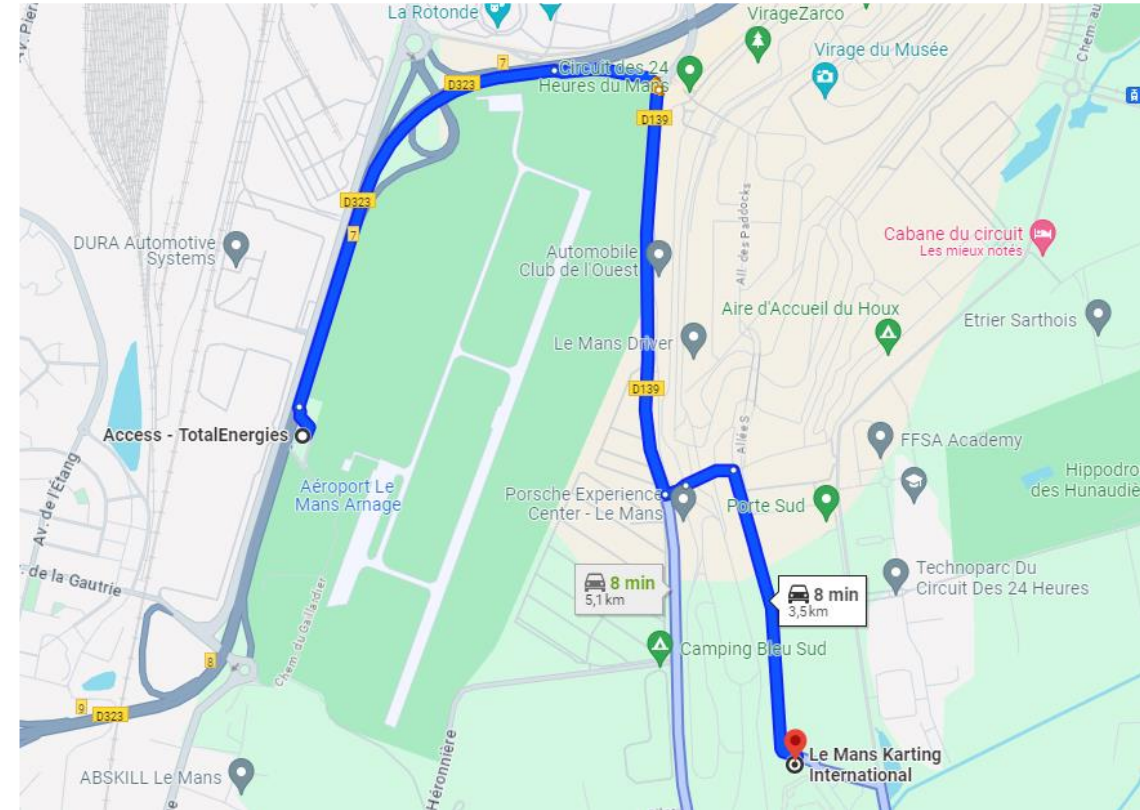 La Rotonde
VirageZarco
Virage du Musée
7
Circuit des 24
Heures du Mans
D323
D139
D323
7
All. des Paddocks
DURA Automotive
Systems
Automobile
Club de l'Ouest
Cabane du circuit
Les mieux notés
Aire d'Accueil du Houx
Etrier Sarthois
Le Mans Driver
D139
Allée S
Access - TotalEnergies
FFSA Academy
Av. de l'Étang
Aéroport Le
Mans Arnage
Porsche Experience
Center - Le Mans
Porte Sud
Technoparc Du
Circuit Des 24 Heures
de la Gautrie
Chem. du Gallardier
8 min
5,1 km
8 min
3,5 km
Camping Bleu Sud
8
9
D323
Héronnière
ABSKILL Le Mans
Le Mans Karting
International